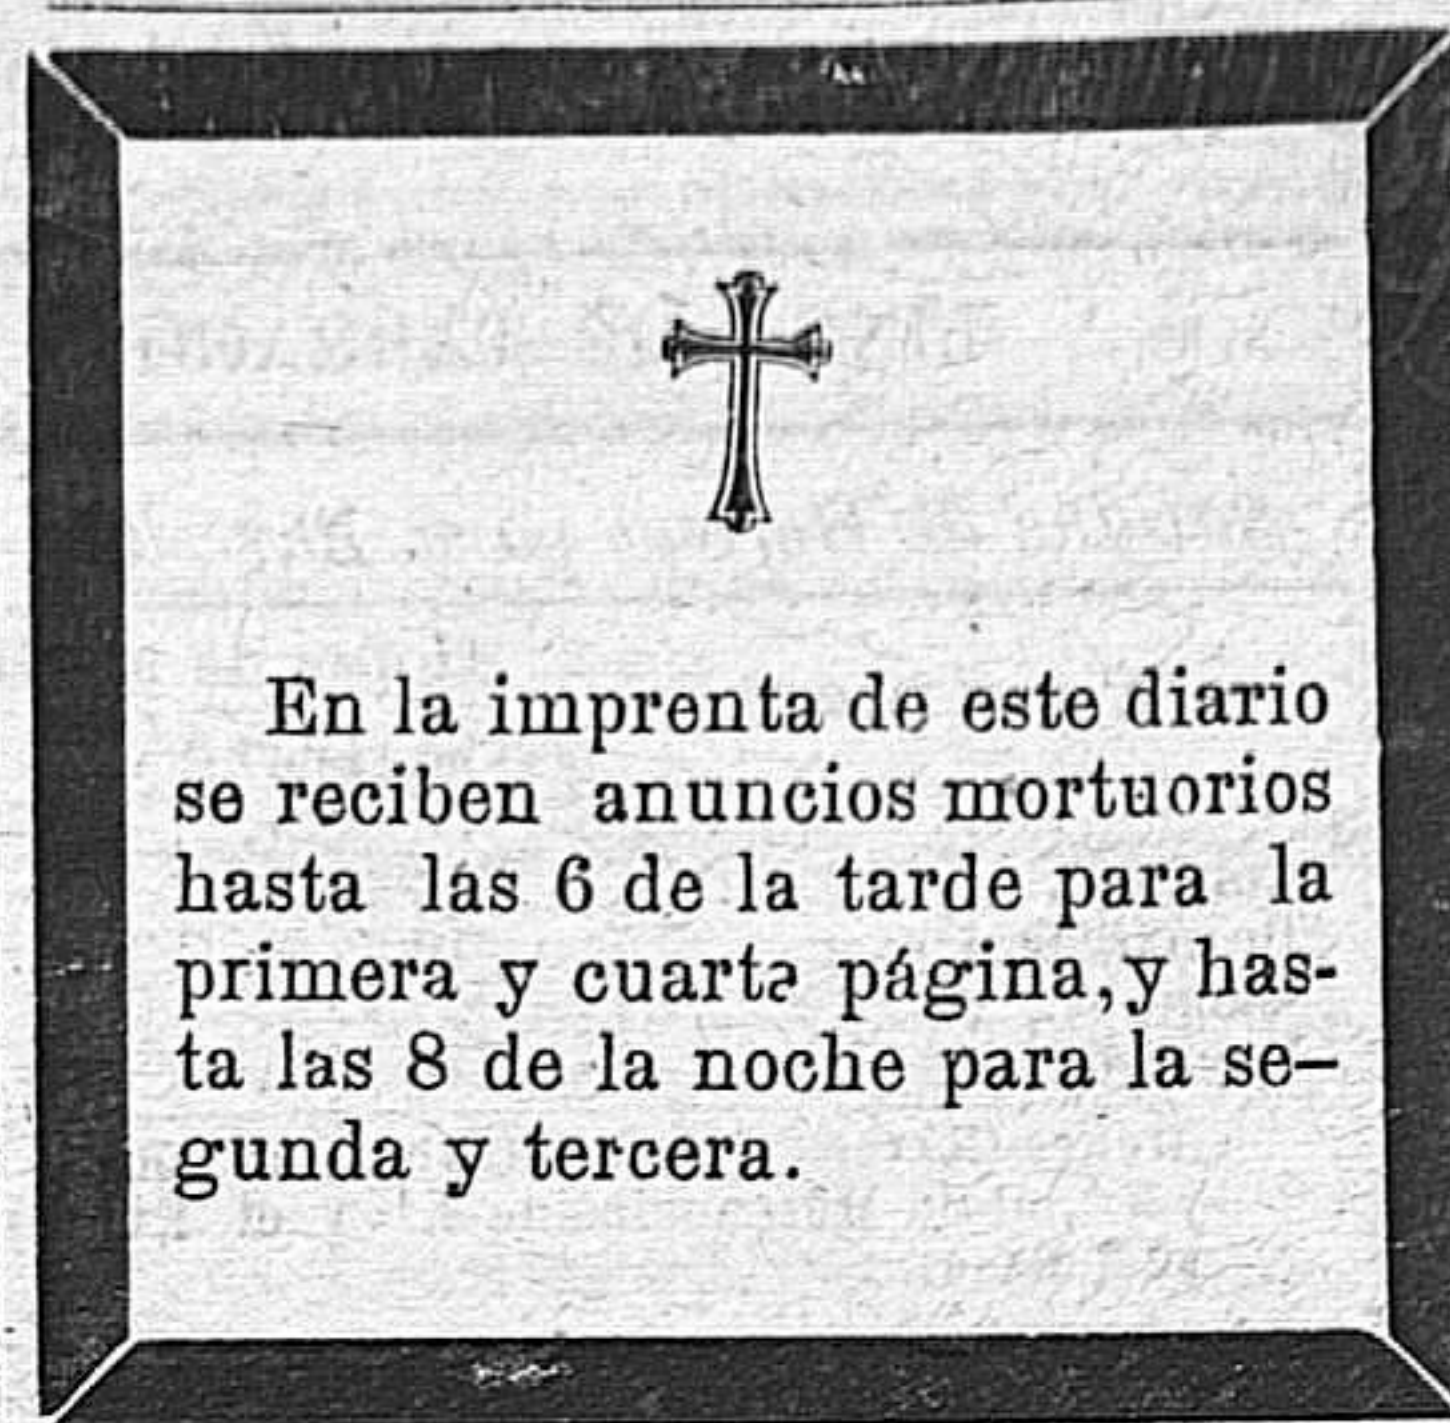 En la imprenta de este diario
se reciben anuncios mortuorios
hasta las 6 de la tarde para la
primera y cuarta página, y has-
ta las 8 de la noche para la se-
gunda y tercera.